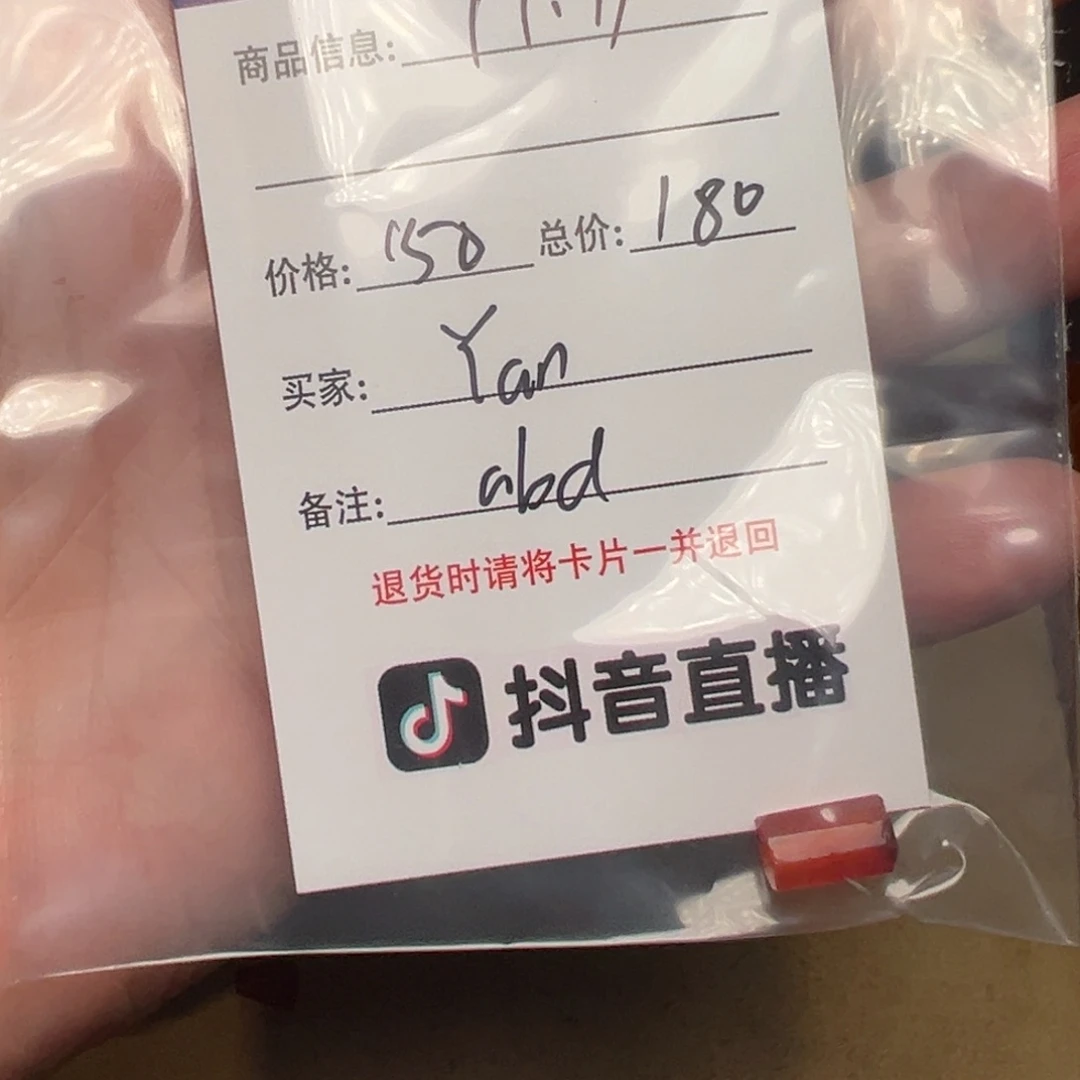 商品信息:
价格: 150 总价: 180
买家: Yan
备注: abd
退货时请将卡片一并退回
抖音直播